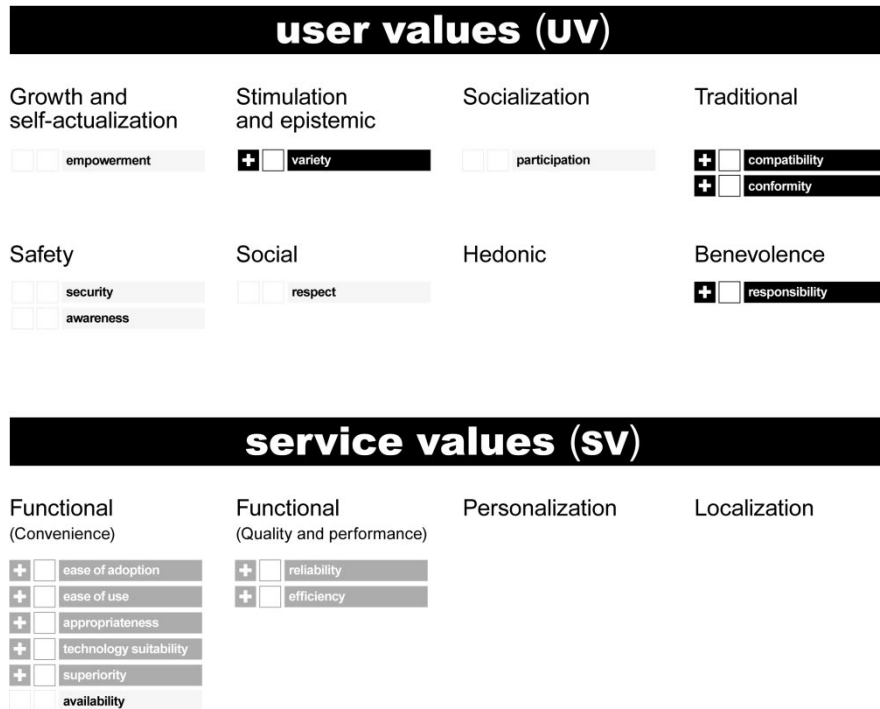 user values (UV)
Growth and
self-actualization
empowerment
Stimulation
and epistemic
+ variety
Socialization
participation
Traditional
+ compatibility
+ conformity
Safety
security
awareness
Social
respect
Hedonic
Benevolence
+ responsibility
service values (SV)
Functional
(Convenience)
+ ease of adoption
+ ease of use
+ appropriateness
+ technology suitability
+ superiority
availability
Functional
(Quality and performance)
+ reliability
+ efficiency
Personalization
Localization